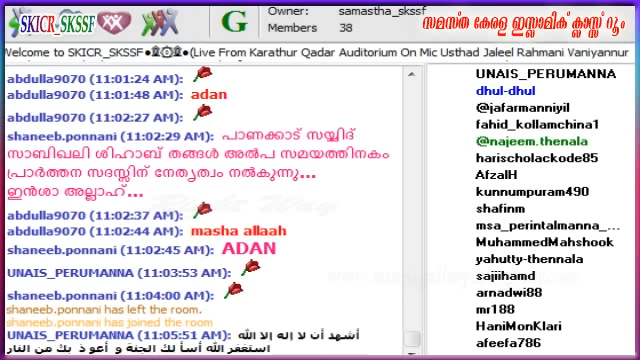 SKICR-SKSSF
Owner: samastha_skssf
Members 38
സമസ്ത കേരള ഇസ്ലാമിക് ക്ലാസ്സ് റൂം
Welcome to SKICR_SKSSF (Live From Karathur Qadar Auditorium On Mic Usthad Jaleel Rahmani Vaniyannur
abdulla9070 (11:01:24 AM):
abdulla9070 (11:01:48 AM): adan
abdulla9070 (11:02:27 AM):
shaneeb.ponnani (11:02:29 AM): പാണക്കാട് സയ്യിദ്
സാബിഖലി ശിഹാബ് തങ്ങള്‍ അല്‍പ സമയത്തിനകം
പ്രാര്‍ത്തന സദസ്സിന് നേതൃത്വം നല്‍കുന്നു...
ഇന്‍ശാ അല്ലാഹ്...
abdulla9070 (11:02:37 AM):
abdulla9070 (11:02:44 AM): masha allaah
shaneeb.ponnani (11:02:45 AM): ADAN
UNAIS_PERUMANNA (11:03:53 AM):
shaneeb.ponnani (11:04:00 AM):
shaneeb.ponnani has left the room.
shaneeb.ponnani has joined the room
UNAIS_PERUMANNA (11:05:51 AM): أشهد أن لا إله إلا الله
استغفر الله أسألك الجنة و أعوذ بك من النار
UNAIS_PERUMANNA
dhul-dhul
@jafarmanniyil
fahid_kollamchina1
@najeem.thenala
harischolackode85
AfzalH
kunnumpuram490
shafinm
msa_perintalmanna_...
MuhammedMahshook
yahutty-thennala
sajiihamd
arnadwi88
mr188
HaniMonKlari
afeefa786